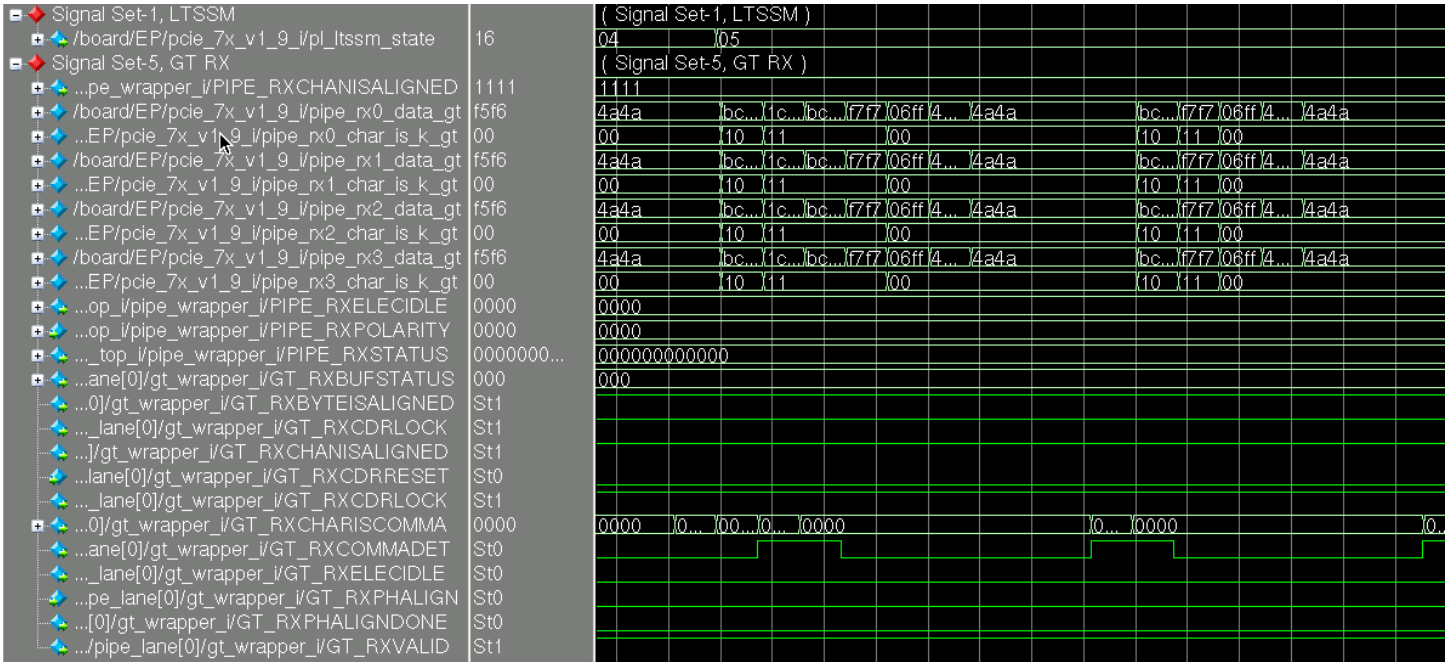 Signal Set-1, LTSSM ( Signal Set-1, LTSSM )
/board/EP/pcie_7x_v1_9_i/pl_ltssm_state 16 04 05
Signal Set-5, GT RX ( Signal Set-5, GT RX )
...pe_wrapper_i/PIPE_RXCHANISALIGNED 1111 1111
/board/EP/pcie_7x_v1_9_i/pipe_rx0_data_gt f5f6 4a4a bc... 1c... bc... f7f7 06ff 4... 4a4a bc... f7f7 06ff 4... 4a4a
...EP/pcie_7x_v1_9_i/pipe_rx0_char_is_k_gt 00 00 10 11 00 10 11 00
/board/EP/pcie_7x_v1_9_i/pipe_rx1_data_gt f5f6 4a4a bc... 1c... bc... f7f7 06ff 4... 4a4a bc... f7f7 06ff 4... 4a4a
...EP/pcie_7x_v1_9_i/pipe_rx1_char_is_k_gt 00 00 10 11 00 10 11 00
/board/EP/pcie_7x_v1_9_i/pipe_rx2_data_gt f5f6 4a4a bc... 1c... bc... f7f7 06ff 4... 4a4a bc... f7f7 06ff 4... 4a4a
...EP/pcie_7x_v1_9_i/pipe_rx2_char_is_k_gt 00 00 10 11 00 10 11 00
/board/EP/pcie_7x_v1_9_i/pipe_rx3_data_gt f5f6 4a4a bc... 1c... bc... f7f7 06ff 4... 4a4a bc... f7f7 06ff 4... 4a4a
...EP/pcie_7x_v1_9_i/pipe_rx3_char_is_k_gt 00 00 10 11 00 10 11 00
...op_i/pipe_wrapper_i/PIPE_RXELECIDLE 0000 0000
...op_i/pipe_wrapper_i/PIPE_RXPOLARITY 0000 0000
..._top_i/pipe_wrapper_i/PIPE_RXSTATUS 0000000... 000000000000
...ane[0]/gt_wrapper_i/GT_RXBUFSTATUS 000 000
...0]/gt_wrapper_i/GT_RXBYTEISALIGNED St1
..._lane[0]/gt_wrapper_i/GT_RXCDRLOCK St1
...]/gt_wrapper_i/GT_RXCHANISALIGNED St1
...lane[0]/gt_wrapper_i/GT_RXCDRRESET St0
..._lane[0]/gt_wrapper_i/GT_RXCDRLOCK St1
...0]/gt_wrapper_i/GT_RXCHARISCOMMA 0000 0000 0... 00... 0... 0000 0... 0000 0..
...ane[0]/gt_wrapper_i/GT_RXCOMMADET St0
..._lane[0]/gt_wrapper_i/GT_RXELECIDLE St0
...pe_lane[0]/gt_wrapper_i/GT_RXPHALIGN St0
...[0]/gt_wrapper_i/GT_RXPHALIGNDONE St0
.../pipe_lane[0]/gt_wrapper_i/GT_RXVALID St1